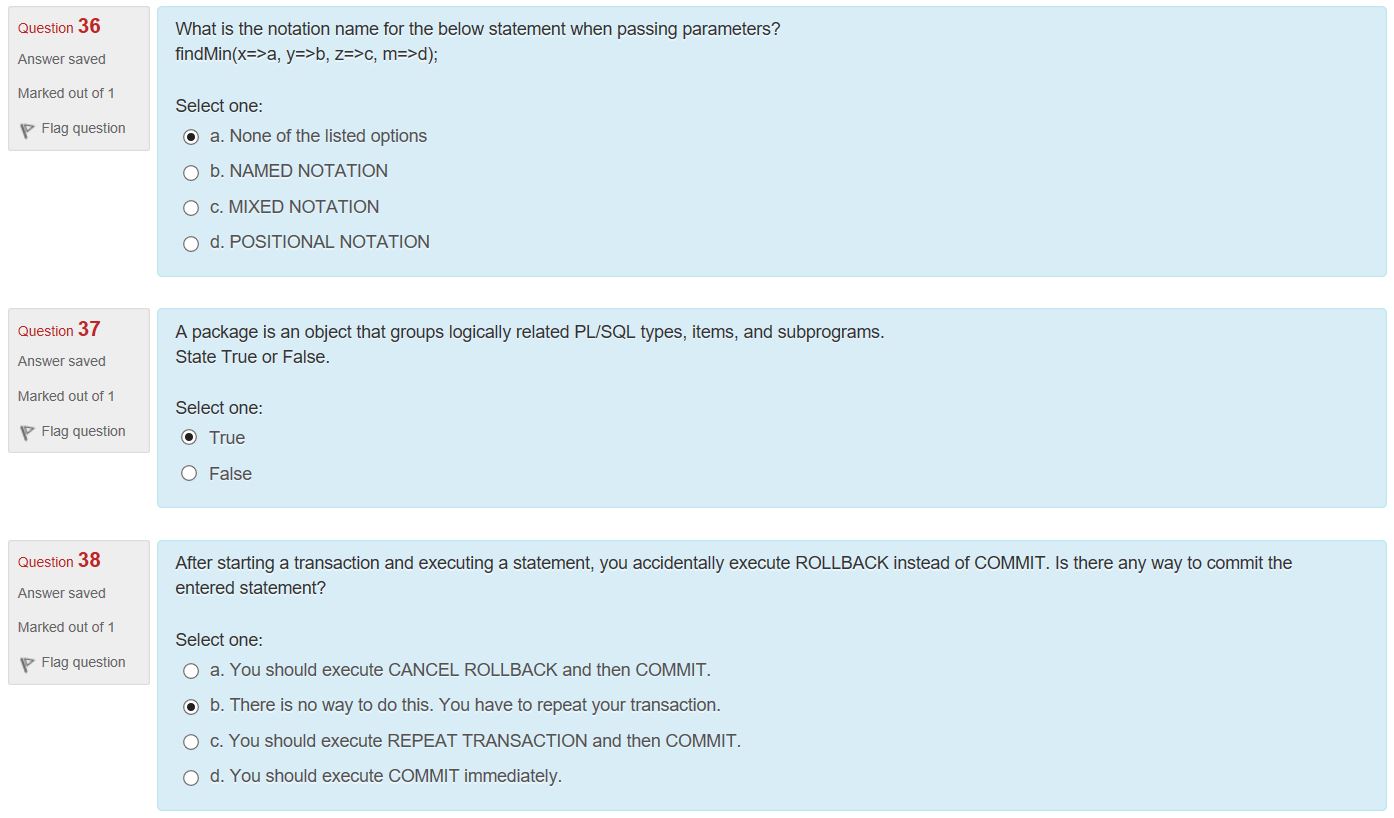 Question 36
Answer saved
Marked out of 1
Flag question
What is the notation name for the below statement when passing parameters?
findMin(x=>a, y=>b, z=>c, m=>d);
Select one:
a. None of the listed options
b. NAMED NOTATION
c. MIXED NOTATION
d. POSITIONAL NOTATION
Question 37
Answer saved
Marked out of 1
Flag question
A package is an object that groups logically related PL/SQL types, items, and subprograms.
State True or False.
Select one:
True
False
Question 38
Answer saved
Marked out of 1
Flag question
After starting a transaction and executing a statement, you accidentally execute ROLLBACK instead of COMMIT. Is there any way to commit the
entered statement?
Select one:
a. You should execute CANCEL ROLLBACK and then COMMIT.
b. There is no way to do this. You have to repeat your transaction.
c. You should execute REPEAT TRANSACTION and then COMMIT.
d. You should execute COMMIT immediately.